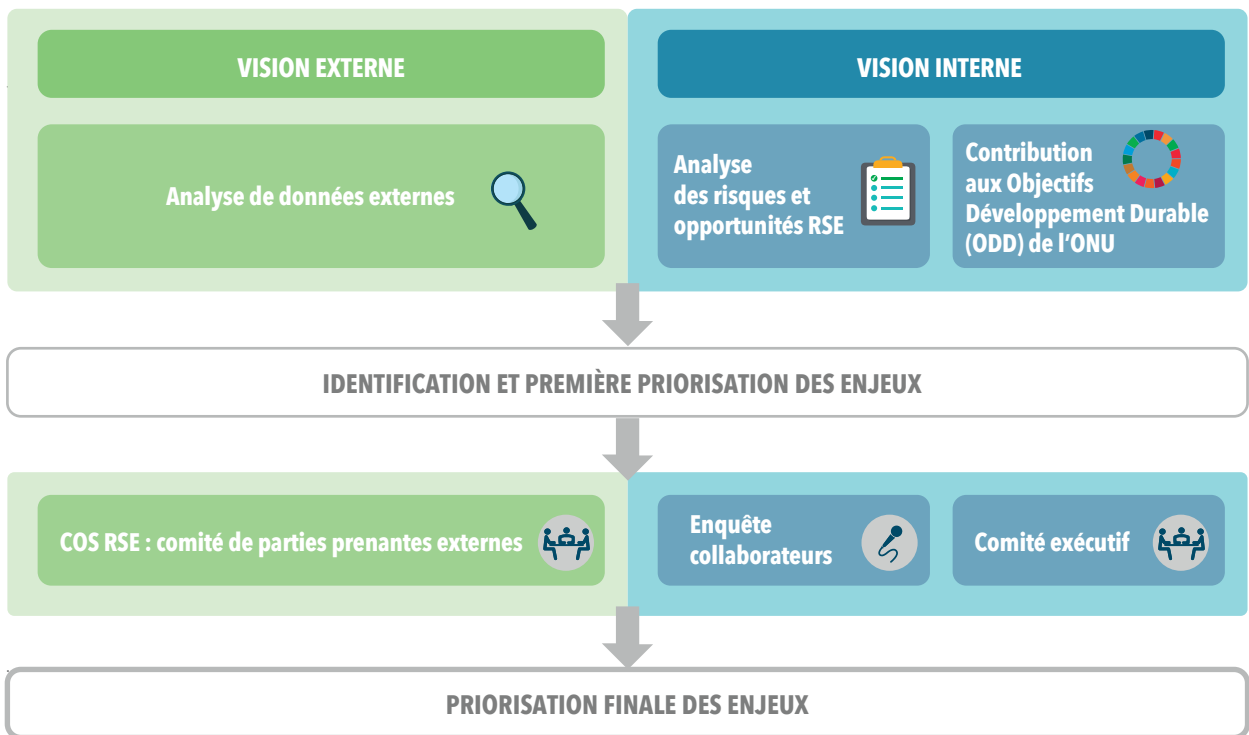 VISION EXTERNE
VISION INTERNE
Analyse de données externes
Analyse
des risques et
opportunités RSE
Contribution
aux Objectifs
Développement Durable
(ODD) de l'ONU
IDENTIFICATION ET PREMIÈRE PRIORISATION DES ENJEUX
COS RSE : comité de parties prenantes externes
Enquête
collaborateurs
Comité exécutif
PRIORISATION FINALE DES ENJEUX